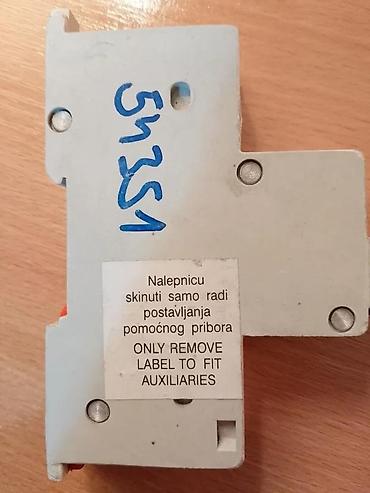 54351
Nalepnicu
skinuti samo radi
postavljanja
pomoćnog pribora
ONLY REMOVE
LABEL TO FIT
AUXILIARIES